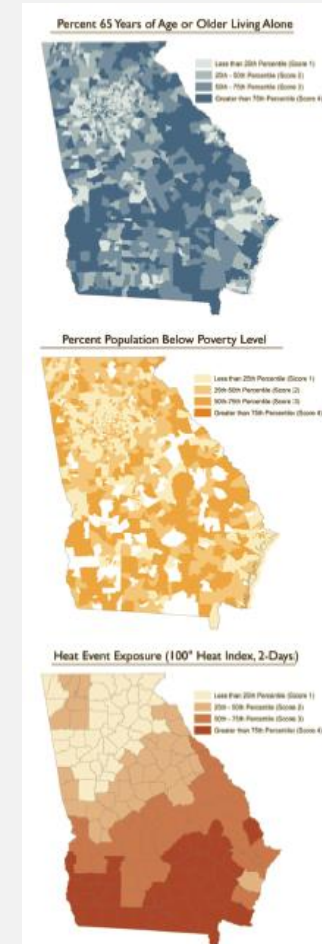 Percent 65 Years of Age or Older Living Alone
Less than 25th Percentile (Score 1)
25th - 50th Percentile (Score 2)
50th - 75th Percentile (Score 3)
Greater than 75th Percentile (Score 4)
Percent Population Below Poverty Level
Less than 25th Percentile (Score 1)
25th-50th Percentile (Score 2)
50th-75th Percentile (Score 3)
Greater than 75th Percentile (Score 4)
Heat Event Exposure (100° Heat Index, 2-Days)
Less than 25th Percentile (Score 1)
25th - 50th Percentile (Score 2)
50th - 75th Percentile (Score 3)
Greater than 75th Percentile (Score 4)